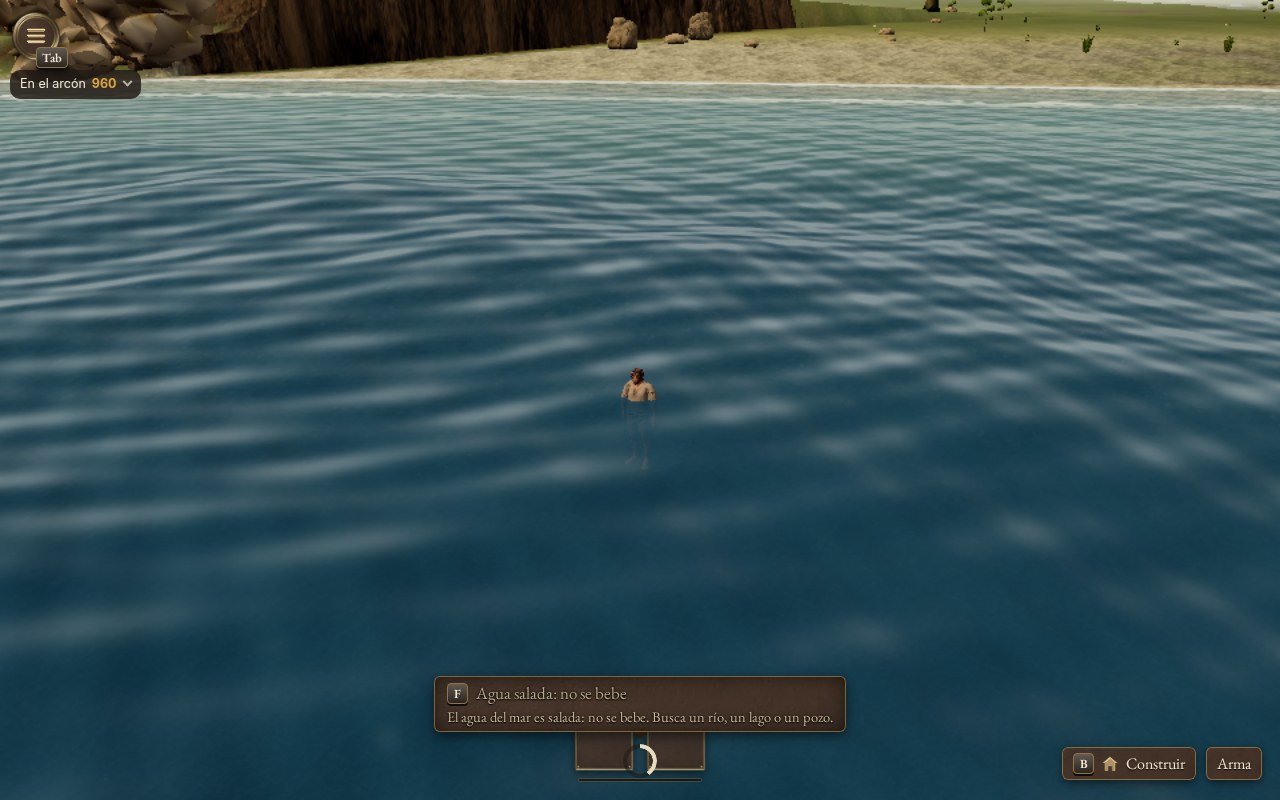 Tab
En el arcón 960
F Agua salada: no se bebe
El agua del mar es salada: no se bebe. Busca un río, un lago o un pozo.
B Construir
Arma